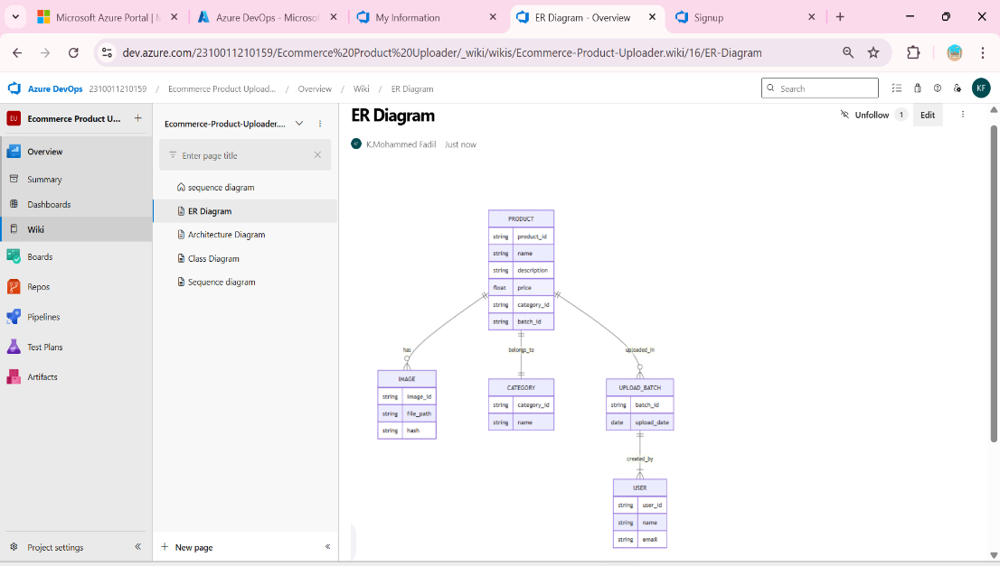 Microsoft Azure Portal | M
Azure DevOps - Microsof
My Information
ER Diagram - Overview
Signup
dev.azure.com/2310011210159/Ecommerce%20Product%20Uploader/_wiki/wikis/Ecommerce-Product-Uploader.wiki/16/ER-Diagram
Azure DevOps 2310011210159 / Ecommerce Product Upload... / Overview / Wiki / ER Diagram
Search
KF
EU Ecommerce Product U...
Overview
Summary
Dashboards
Wiki
Boards
Repos
Pipelines
Test Plans
Artifacts
Project settings
Ecommerce-Product-Uploader....
Enter page title
sequence diagram
ER Diagram
Architecture Diagram
Class Diagram
Sequence diagram
New page
ER Diagram
Unfollow 1 Edit
K.Mohammed Fadil Just now
PRODUCT
string product_id
string name
string description
float price
string category_id
string batch_id
has
belongs_to
uploaded_in
IMAGE
string image_id
string file_path
string hash
CATEGORY
string category_id
string name
UPLOAD_BATCH
string batch_id
date upload_date
created_by
USER
string user_id
string name
string email